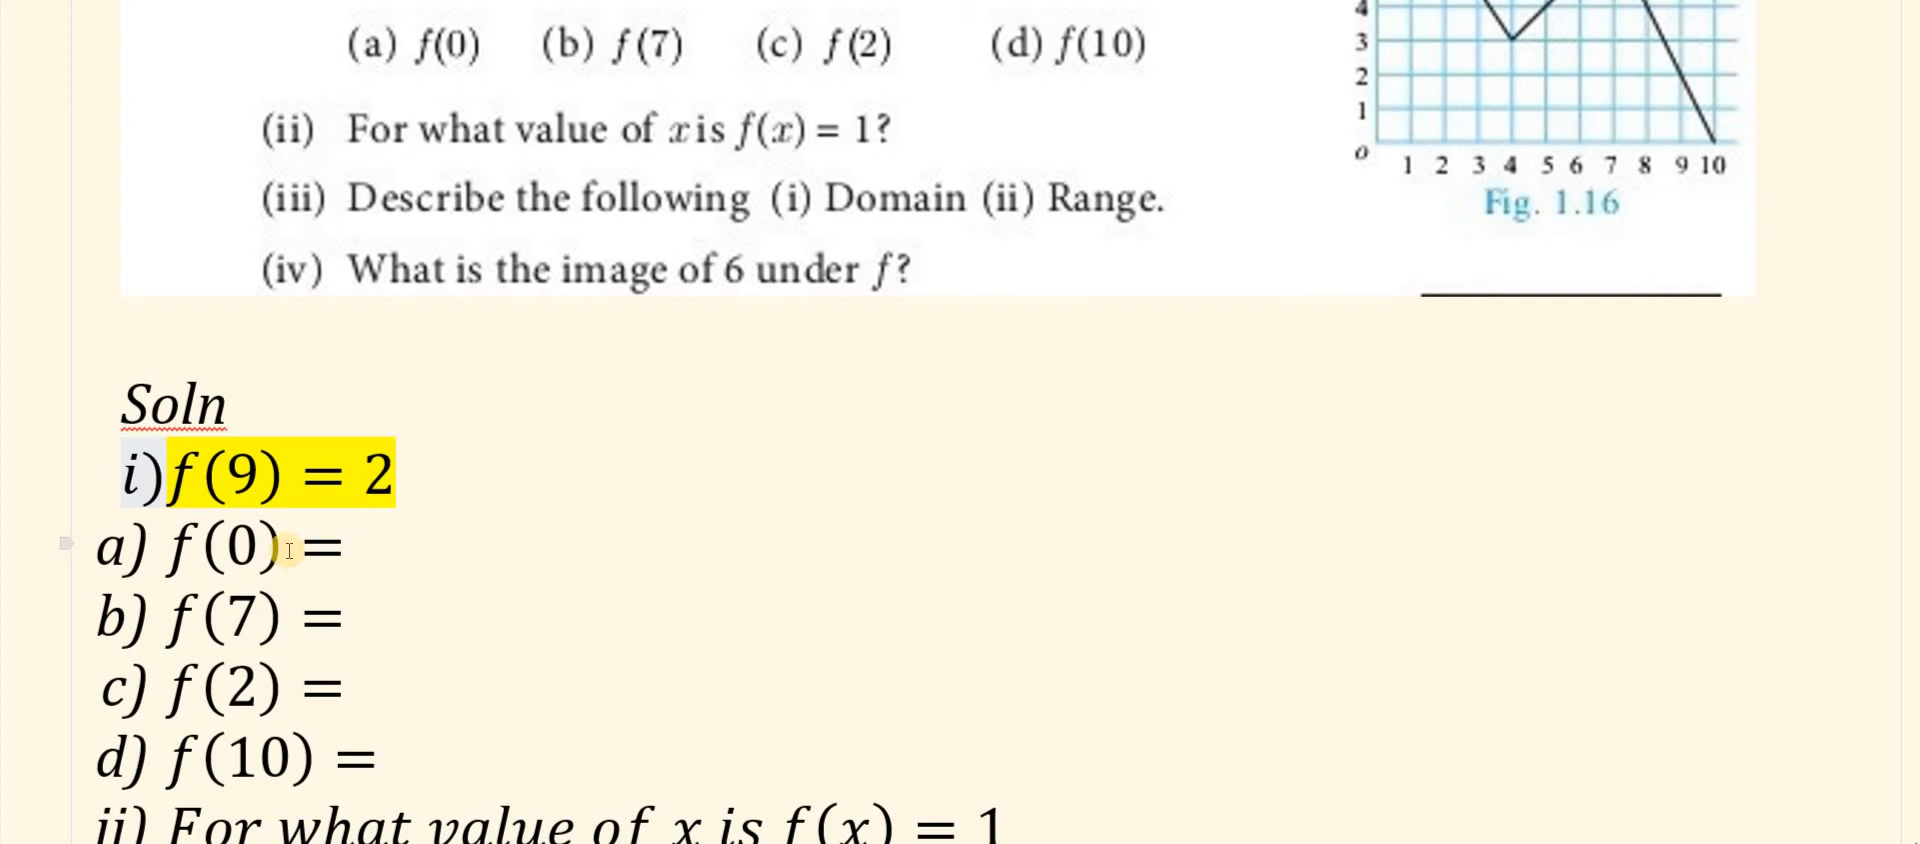 4
(a) f(0) (b) f(7) (c) f(2) (d) f(10)
3
2
(ii) For what value of x is f(x) = 1?
1
o
1 2 3 4 5 6 7 8 9 10
(iii) Describe the following (i) Domain (ii) Range.
Fig. 1.16
(iv) What is the image of 6 under f?
Soln
i)f(9) = 2
a) f(0) =
b) f(7) =
c) f(2) =
d) f(10) =
ii) For what value of x is f(x) = 1